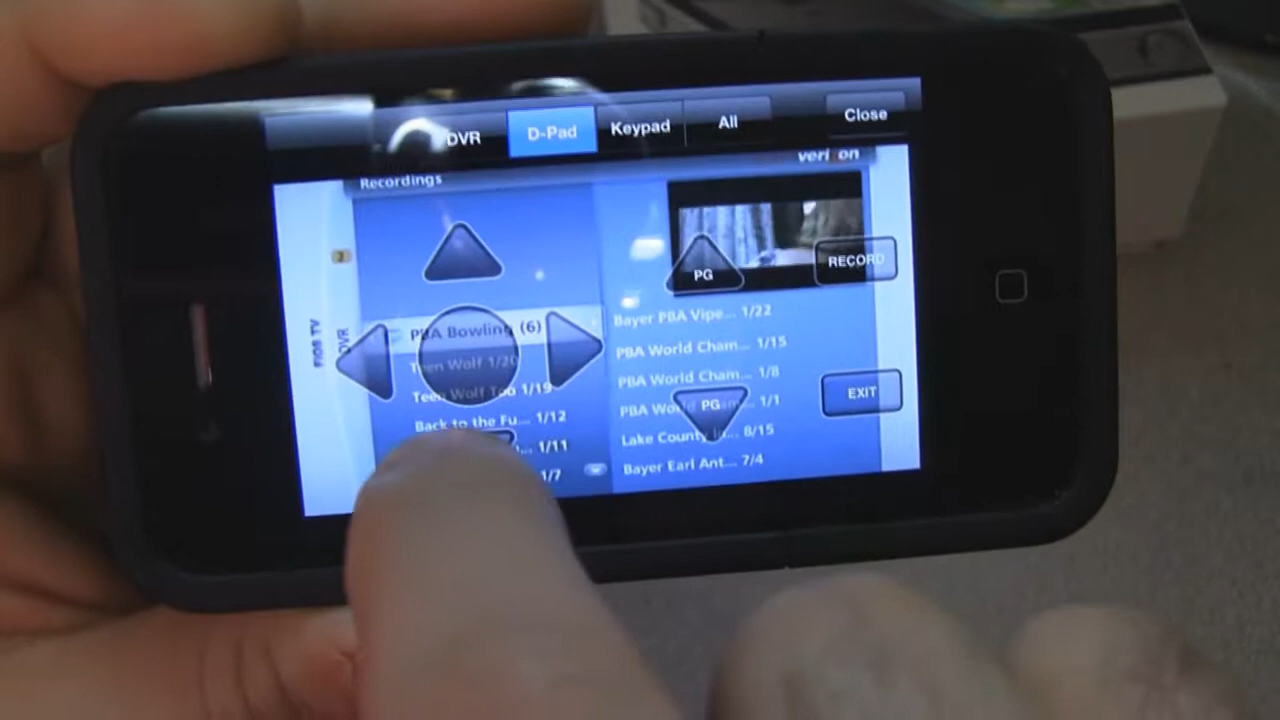 DVR D-Pad Keypad All Close
verizon
Recordings
PG
RECORD
FiOS TV
DVR
PBA Bowling (6)
Teen Wolf 1/20
Teen Wolf Too 1/19
Back to the Fu... 1/12
... 1/11
1/7
Bayer PBA Vipe... 1/22
PBA World Cham... 1/15
PBA World Cham... 1/8
PBA World Cham... 1/1
Lake County In... 8/15
Bayer Earl Ant... 7/4
PG
EXIT